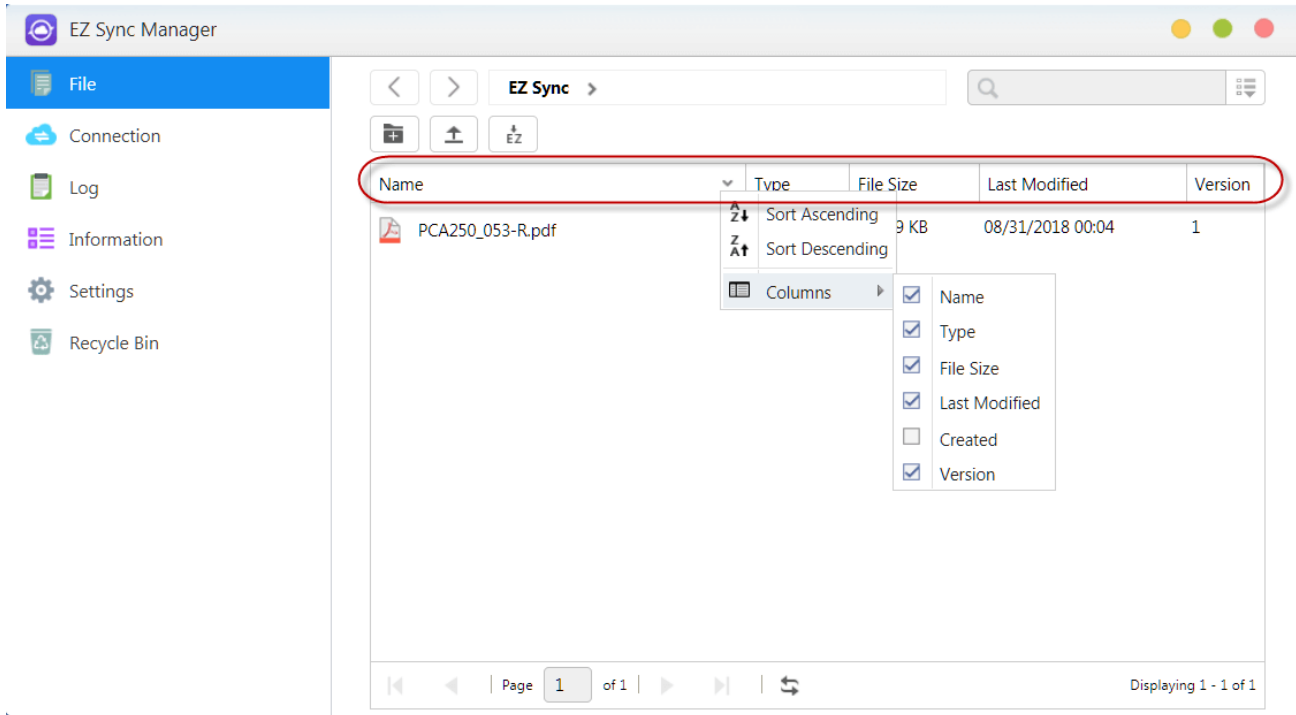 EZ Sync Manager
File
Connection
Log
Information
Settings
Recycle Bin
EZ Sync
EZ
Name Type File Size Last Modified Version
PCA250_053-R.pdf 9 KB 08/31/2018 00:04 1
A Z Sort Ascending
Z A Sort Descending
Columns
Name
Type
File Size
Last Modified
Created
Version
Page 1 of 1
Displaying 1 - 1 of 1